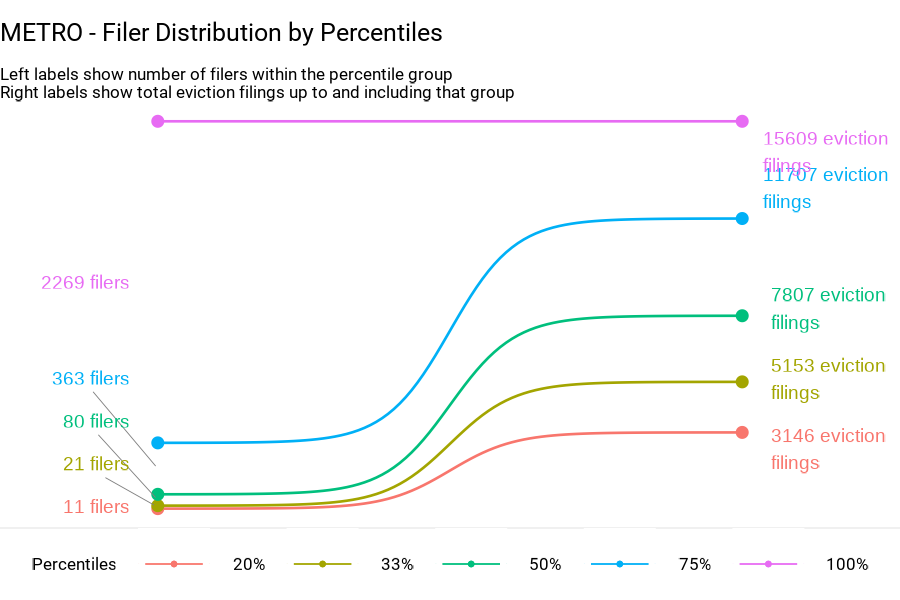 METRO - Filer Distribution by Percentiles
Left labels show number of filers within the percentile group
Right labels show total eviction filings up to and including that group
15609 eviction
filings
11707 eviction
filings
2269 filers
7807 eviction
filings
363 filers
5153 eviction
filings
80 filers
3146 eviction
filings
21 filers
11 filers
Percentiles 20% 33% 50% 75% 100%